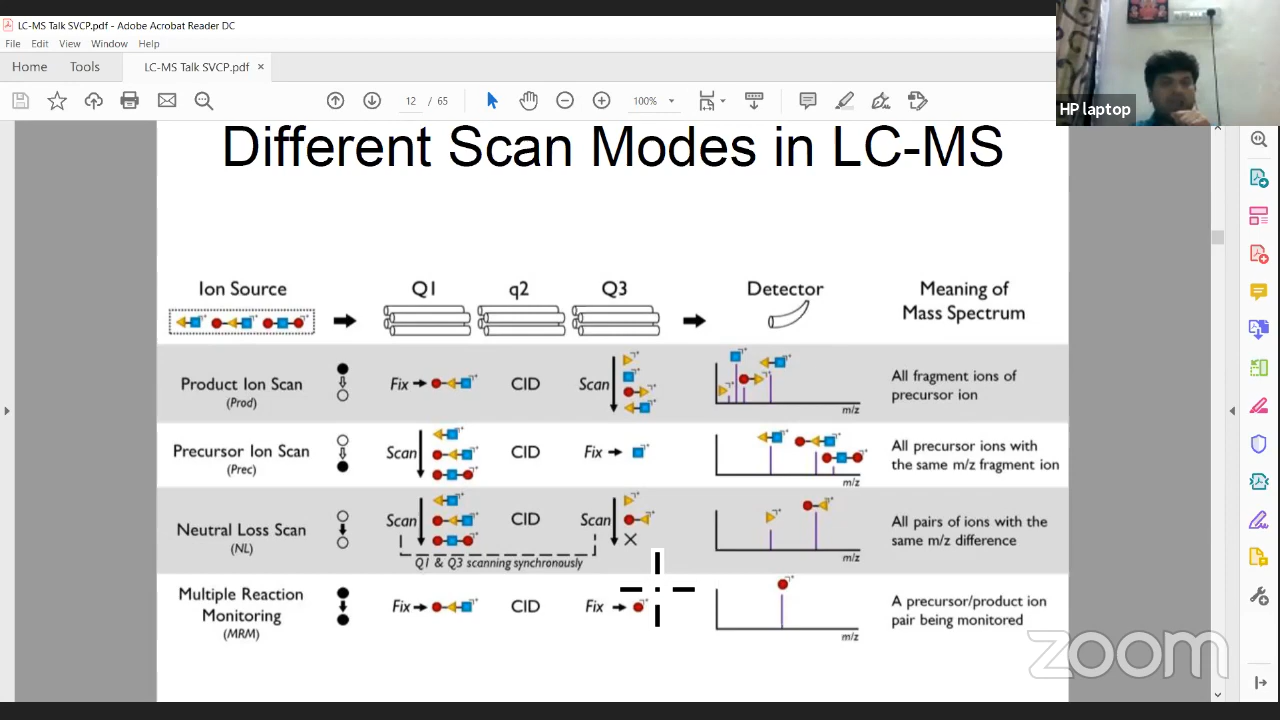 LC-MS Talk SVCP.pdf - Adobe Acrobat Reader DC
File Edit View Window Help
Home Tools LC-MS Talk SVCP.pdf ×
12 / 65 100%
HP laptop
Different Scan Modes in LC-MS
Ion Source Q1 q2 Q3 Detector Meaning of
Mass Spectrum
Product Ion Scan
(Prod)
Fix CID Scan
m/z
All fragment ions of
precursor ion
Precursor Ion Scan
(Prec)
Scan CID Fix
m/z
All precursor ions with
the same m/z fragment ion
Neutral Loss Scan
(NL)
Scan CID Scan
Q1 & Q3 scanning synchronously
m/z
All pairs of ions with the
same m/z difference
Multiple Reaction
Monitoring
(MRM)
Fix CID Fix
m/z
A precursor/product ion
pair being monitored
zoom